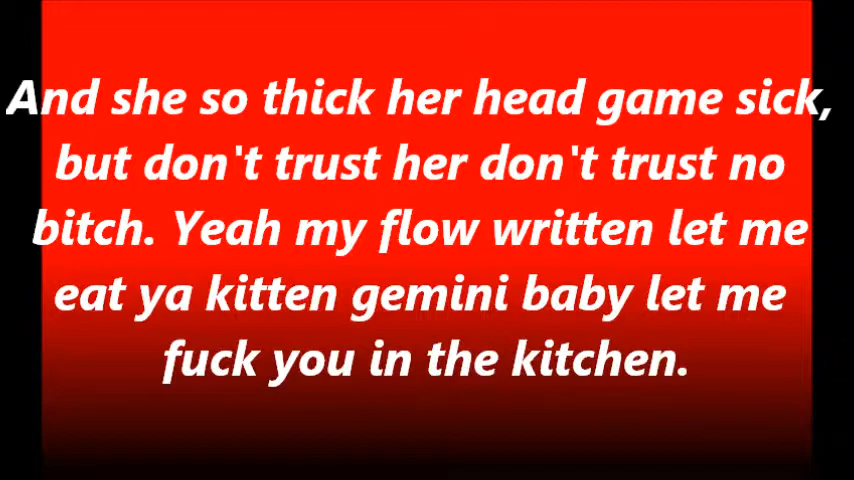 And she so thick her head game sick,
but don't trust her don't trust no
bitch. Yeah my flow written let me
eat ya kitten gemini baby let me
fuck you in the kitchen.